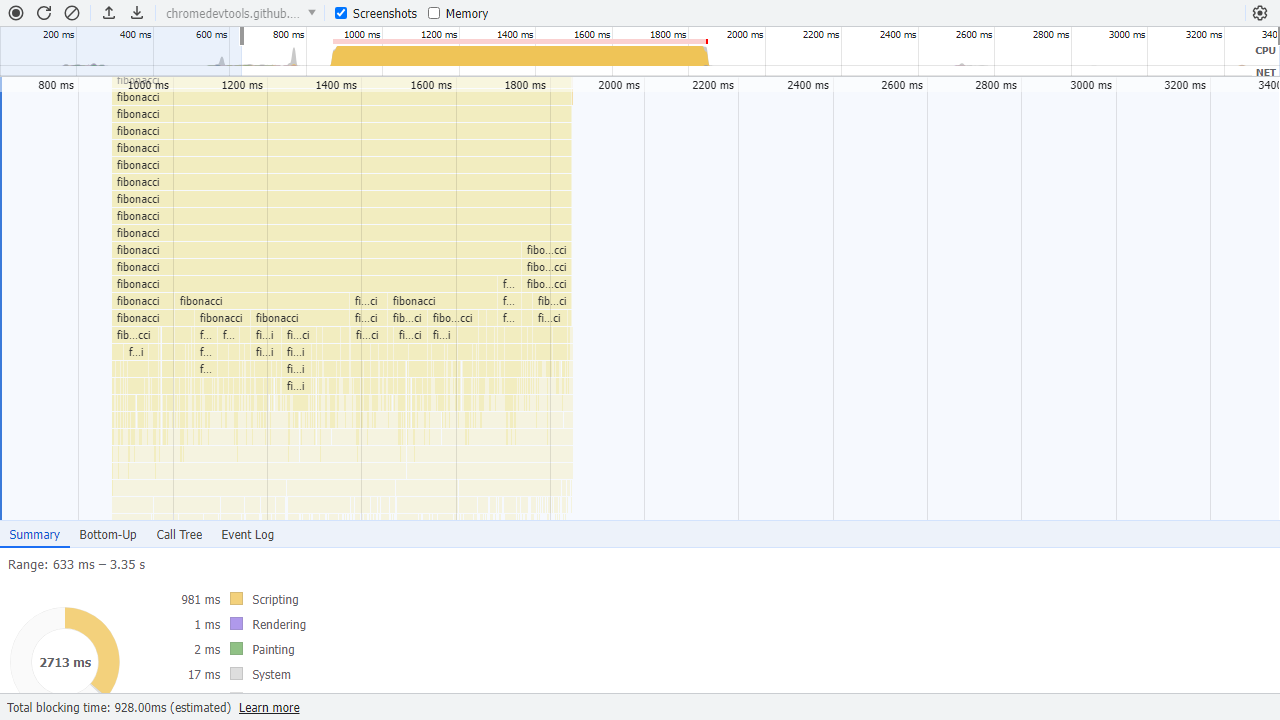 chromedevtools.github.... Screenshots Memory
200 ms 400 ms 600 ms 800 ms 1000 ms 1200 ms 1400 ms 1600 ms 1800 ms 2000 ms 2200 ms 2400 ms 2600 ms 2800 ms 3000 ms 3200 ms 340
CPU
NET
fibonacci
800 ms 1000 ms 1200 ms 1400 ms 1600 ms 1800 ms 2000 ms 2200 ms 2400 ms 2600 ms 2800 ms 3000 ms 3200 ms 3400
fibonacci
fibonacci
fibonacci
fibonacci
fibonacci
fibonacci
fibonacci
fibonacci
fibonacci
fibonacci fibo...cci
fibonacci fibo...cci
fibonacci f... fibo...cci
fibonacci fibonacci fi...ci fibonacci f... fib...ci
fibonacci fibonacci fibonacci fi...ci fib...ci fibo...cci f... fi...ci
fib...cci f... f... fi...i fi...ci fi...ci fi...ci fi...i
f...i f... fi...i fi...i
f... fi...i
fi...i
Summary Bottom-Up Call Tree Event Log
Range: 633 ms – 3.35 s
981 ms Scripting
1 ms Rendering
2 ms Painting
17 ms System
2713 ms
Total blocking time: 928.00ms (estimated) Learn more